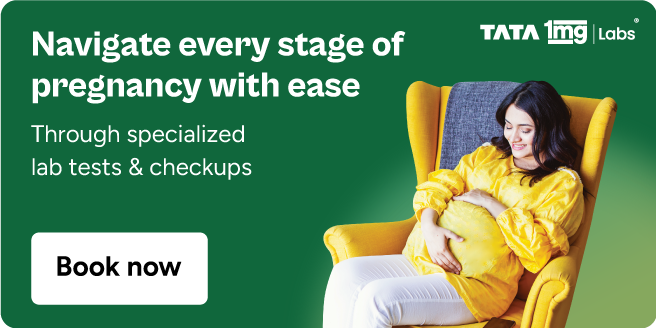 Navigate every stage of
pregnancy with ease
Through specialized
lab tests & checkups
Book now
TATA 1mg | Labs®